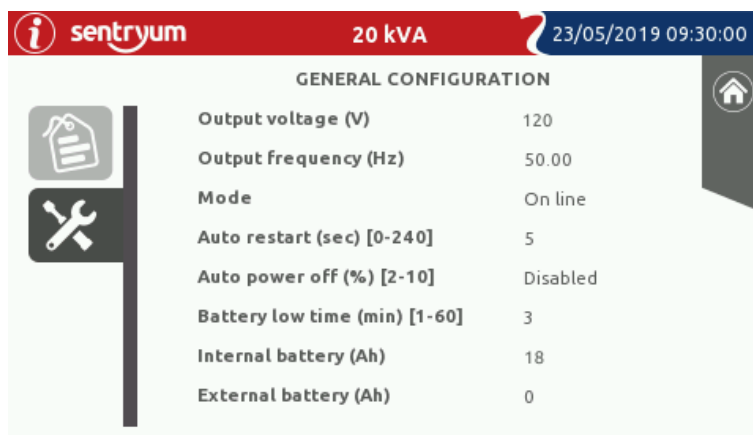 i sentryum 20 kVA 23/05/2019 09:30:00
GENERAL CONFIGURATION
Output voltage (V) 120
Output frequency (Hz) 50.00
Mode On line
Auto restart (sec) [0-240] 5
Auto power off (%) [2-10] Disabled
Battery low time (min) [1-60] 3
Internal battery (Ah) 18
External battery (Ah) 0